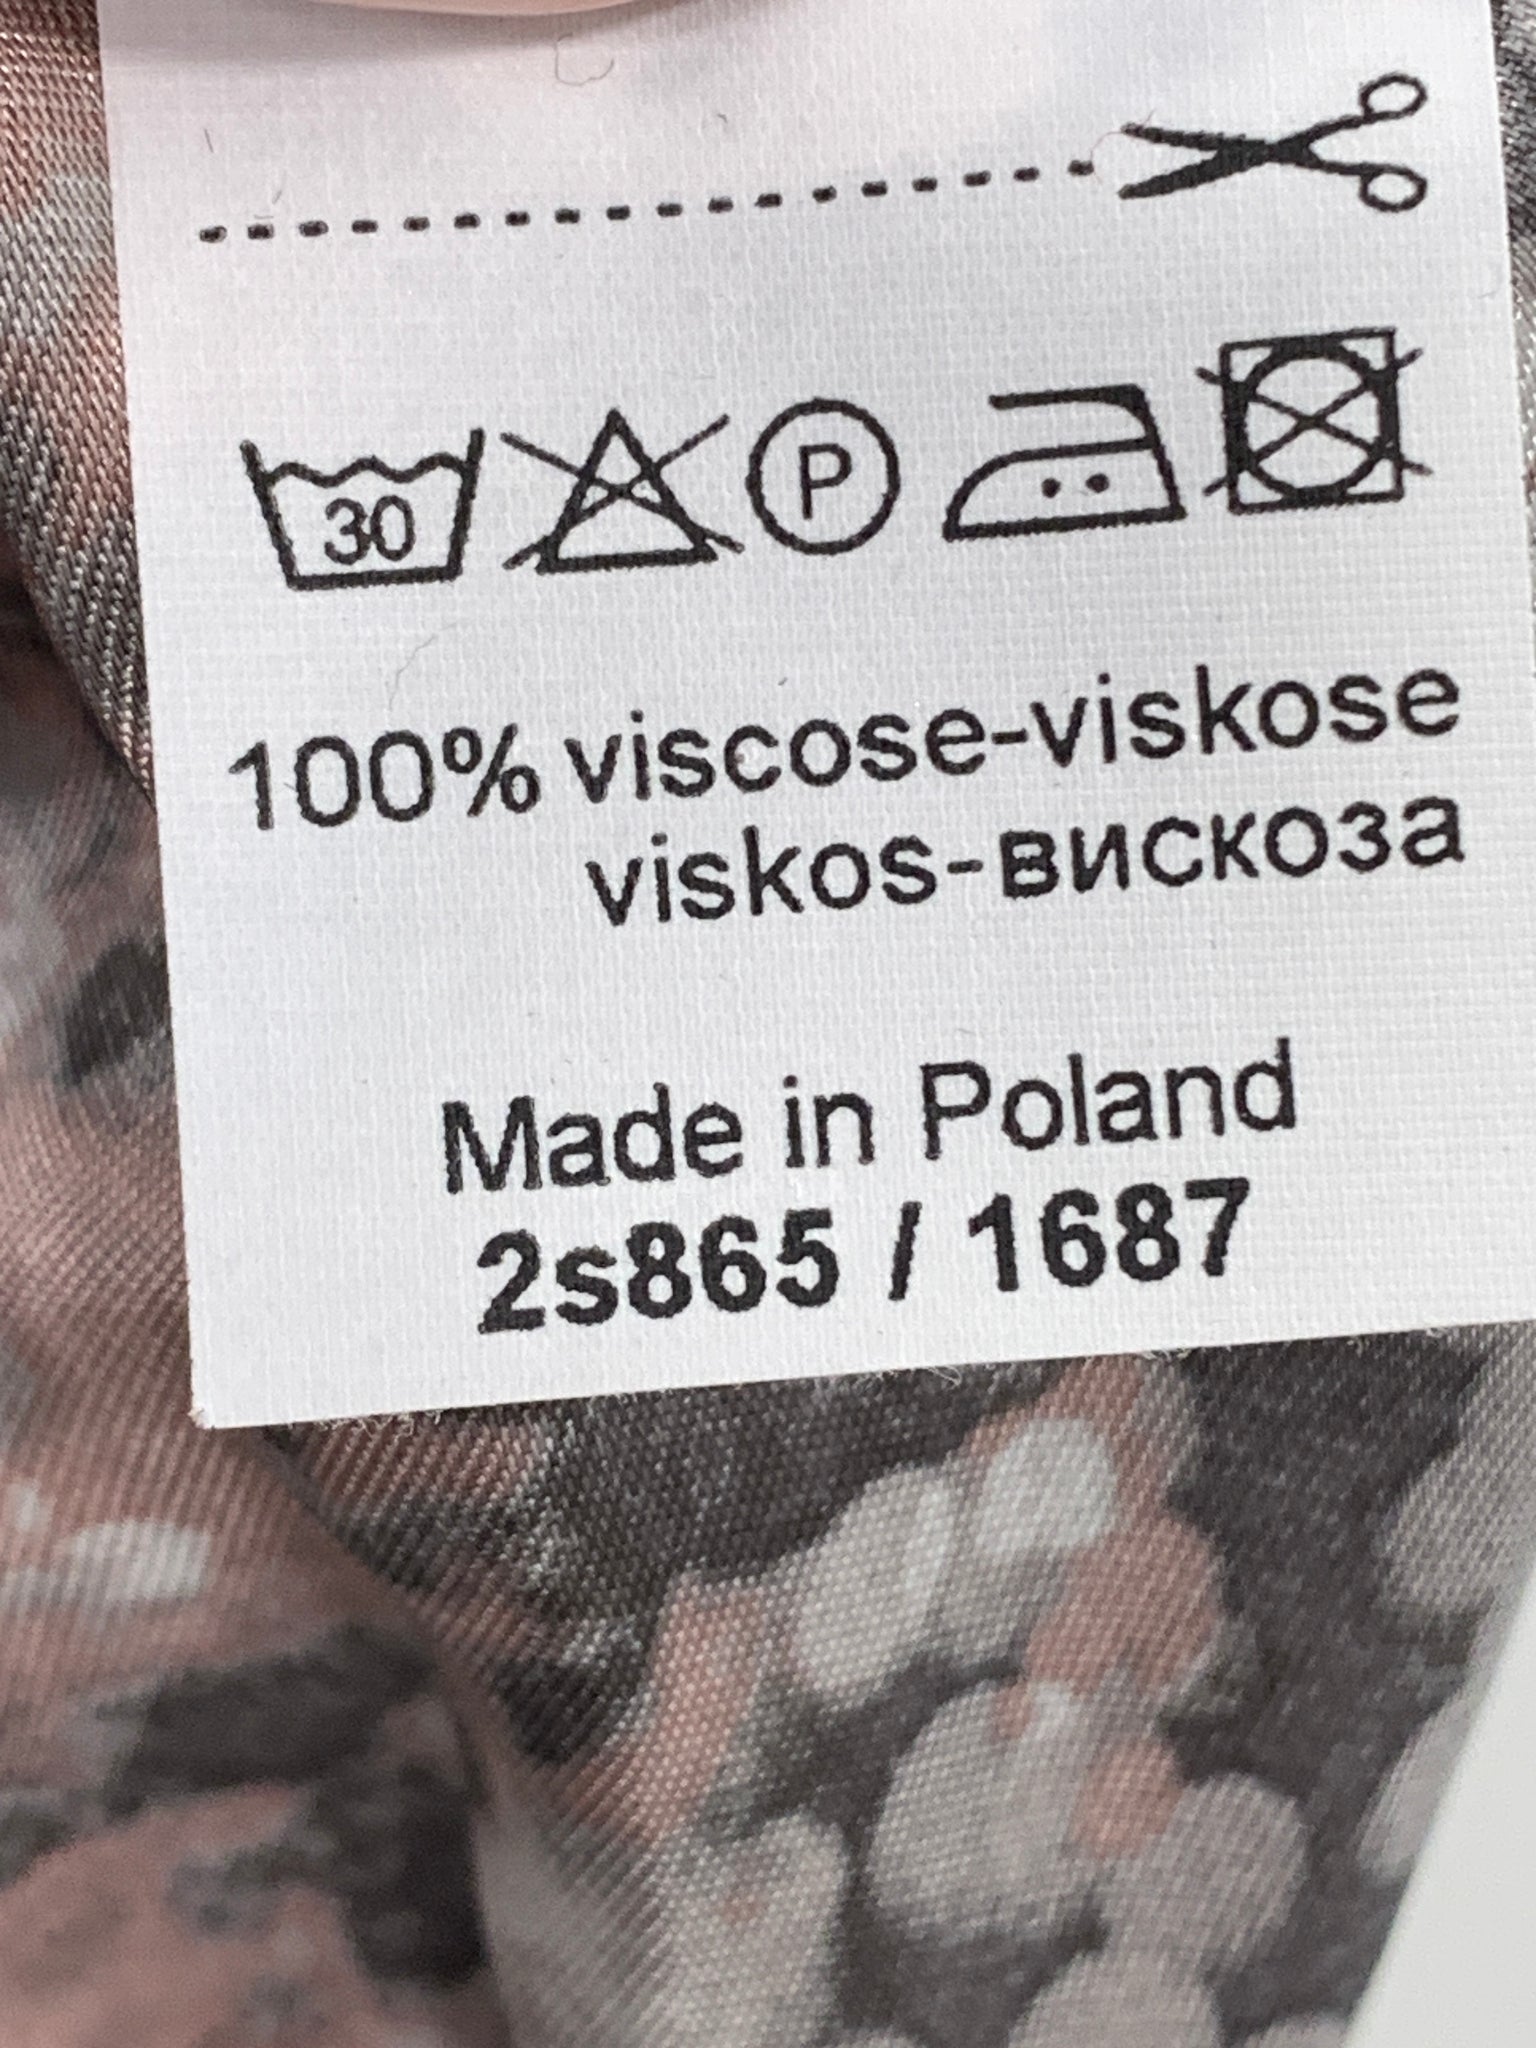 30
P
100% viscose-viskose
viskos-вискоза
Made in Poland
2s865 / 1687